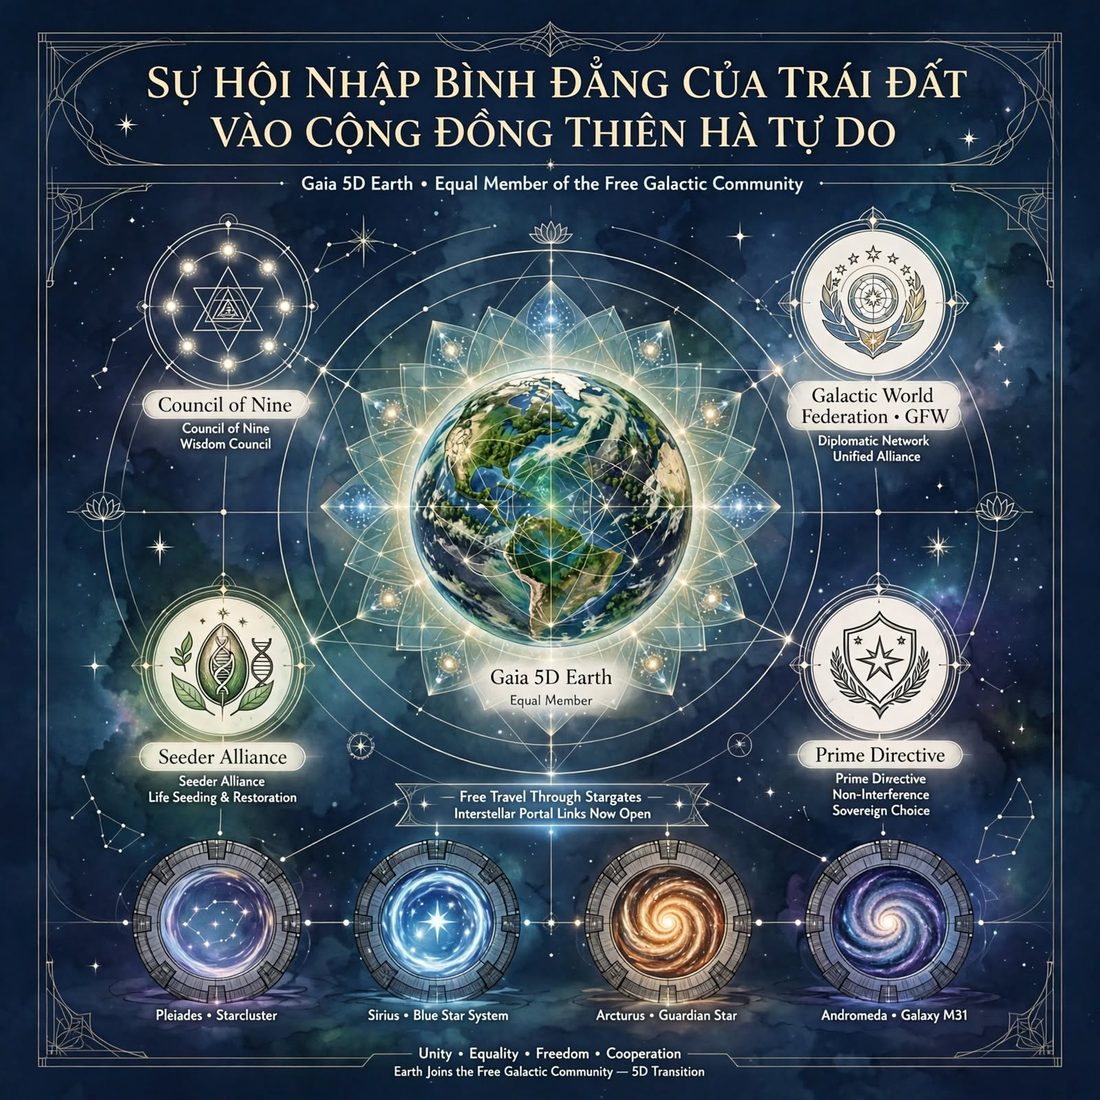 SỰ HỘI NHẬP BÌNH ĐẲNG CỦA TRÁI ĐẤT
VÀO CỘNG ĐỒNG THIÊN HÀ TỰ DO
Gaia 5D Earth • Equal Member of the Free Galactic Community
Council of Nine
Council of Nine
Wisdom Council
Galactic World
Federation • GFW
Diplomatic Network
Unified Alliance
Gaia 5D Earth
Equal Member
Seeder Alliance
Seeder Alliance
Life Seeding & Restoration
Prime Directive
Prime Directive
Non-Interference
Sovereign Choice
Free Travel Through Stargates
Interstellar Portal Links Now Open
Pleiades • Starcluster
Sirius • Blue Star System
Arcturus • Guardian Star
Andromeda • Galaxy M31
Unity • Equality • Freedom • Cooperation
Earth Joins the Free Galactic Community — 5D Transition